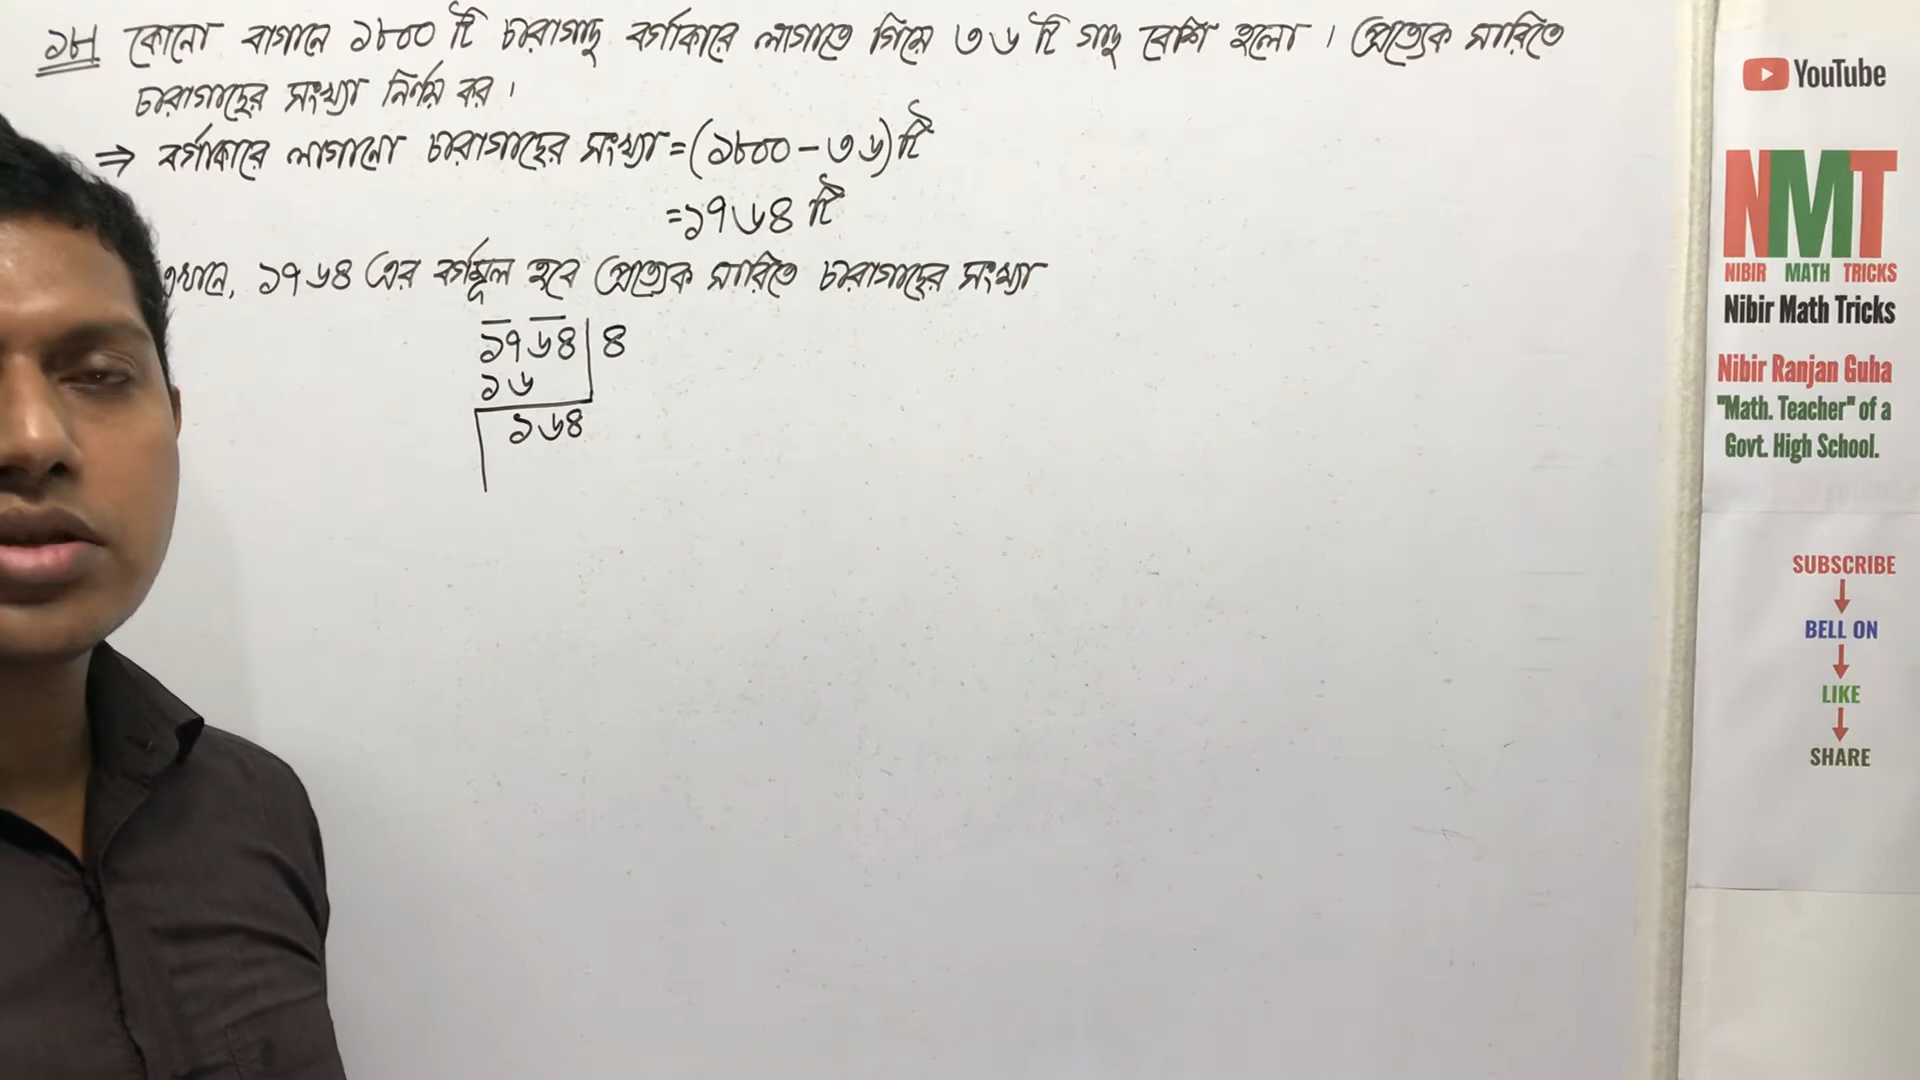 ১৮। কোনো বাগানে ১৮০০ টি চারাগাছ বর্গাকারে লাগাতে গিয়ে ৩৬ টি গাছ বেশি হলো। প্রত্যেক সারিতে
চারাগাছের সংখ্যা নির্ণয় কর।
⇒ বর্গাকারে লাগানো চারাগাছের সংখ্যা = (১৮০০ - ৩৬) টি
= ১৭৬৪ টি
এখানে, ১৭৬৪ এর বর্গমূল হবে প্রত্যেক সারিতে চারাগাছের সংখ্যা
১৭৬৪ | ৪
১৬
১৬৪
YouTube
NMT
NIBIR MATH TRICKS
Nibir Math Tricks
Nibir Ranjan Guha
"Math. Teacher" of a
Govt. High School.
SUBSCRIBE
BELL ON
LIKE
SHARE